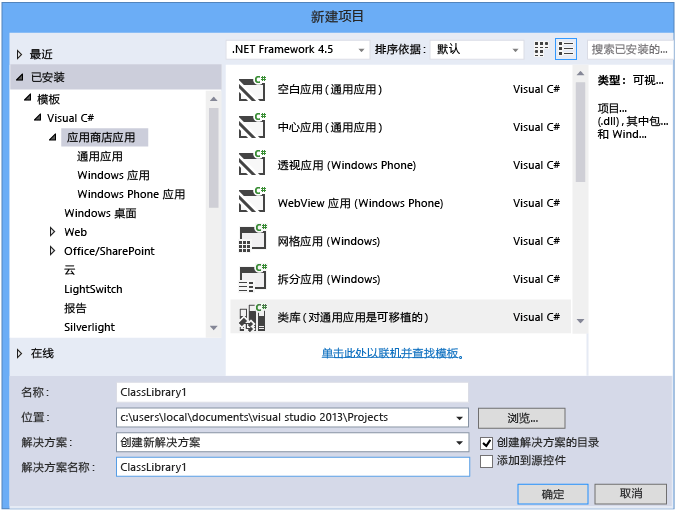 新建项目
最近
已安装
模板
Visual C#
应用商店应用
通用应用
Windows 应用
Windows Phone 应用
Windows 桌面
Web
Office/SharePoint
云
LightSwitch
报告
Silverlight
在线
.NET Framework 4.5 排序依据: 默认 搜索已安装的...
空白应用(通用应用) Visual C#
中心应用(通用应用) Visual C#
透视应用 (Windows Phone) Visual C#
WebView 应用 (Windows Phone) Visual C#
网格应用 (Windows) Visual C#
拆分应用 (Windows) Visual C#
类库(对通用应用是可移植的) Visual C#
单击此处以联机并查找模板。
类型: 可视...
项目...
(.dll),其中包...
和 Wind...
名称: ClassLibrary1
位置: c:\users\local\documents\visual studio 2013\Projects 浏览...
解决方案: 创建新解决方案 创建解决方案的目录
解决方案名称: ClassLibrary1 添加到源控件
确定 取消